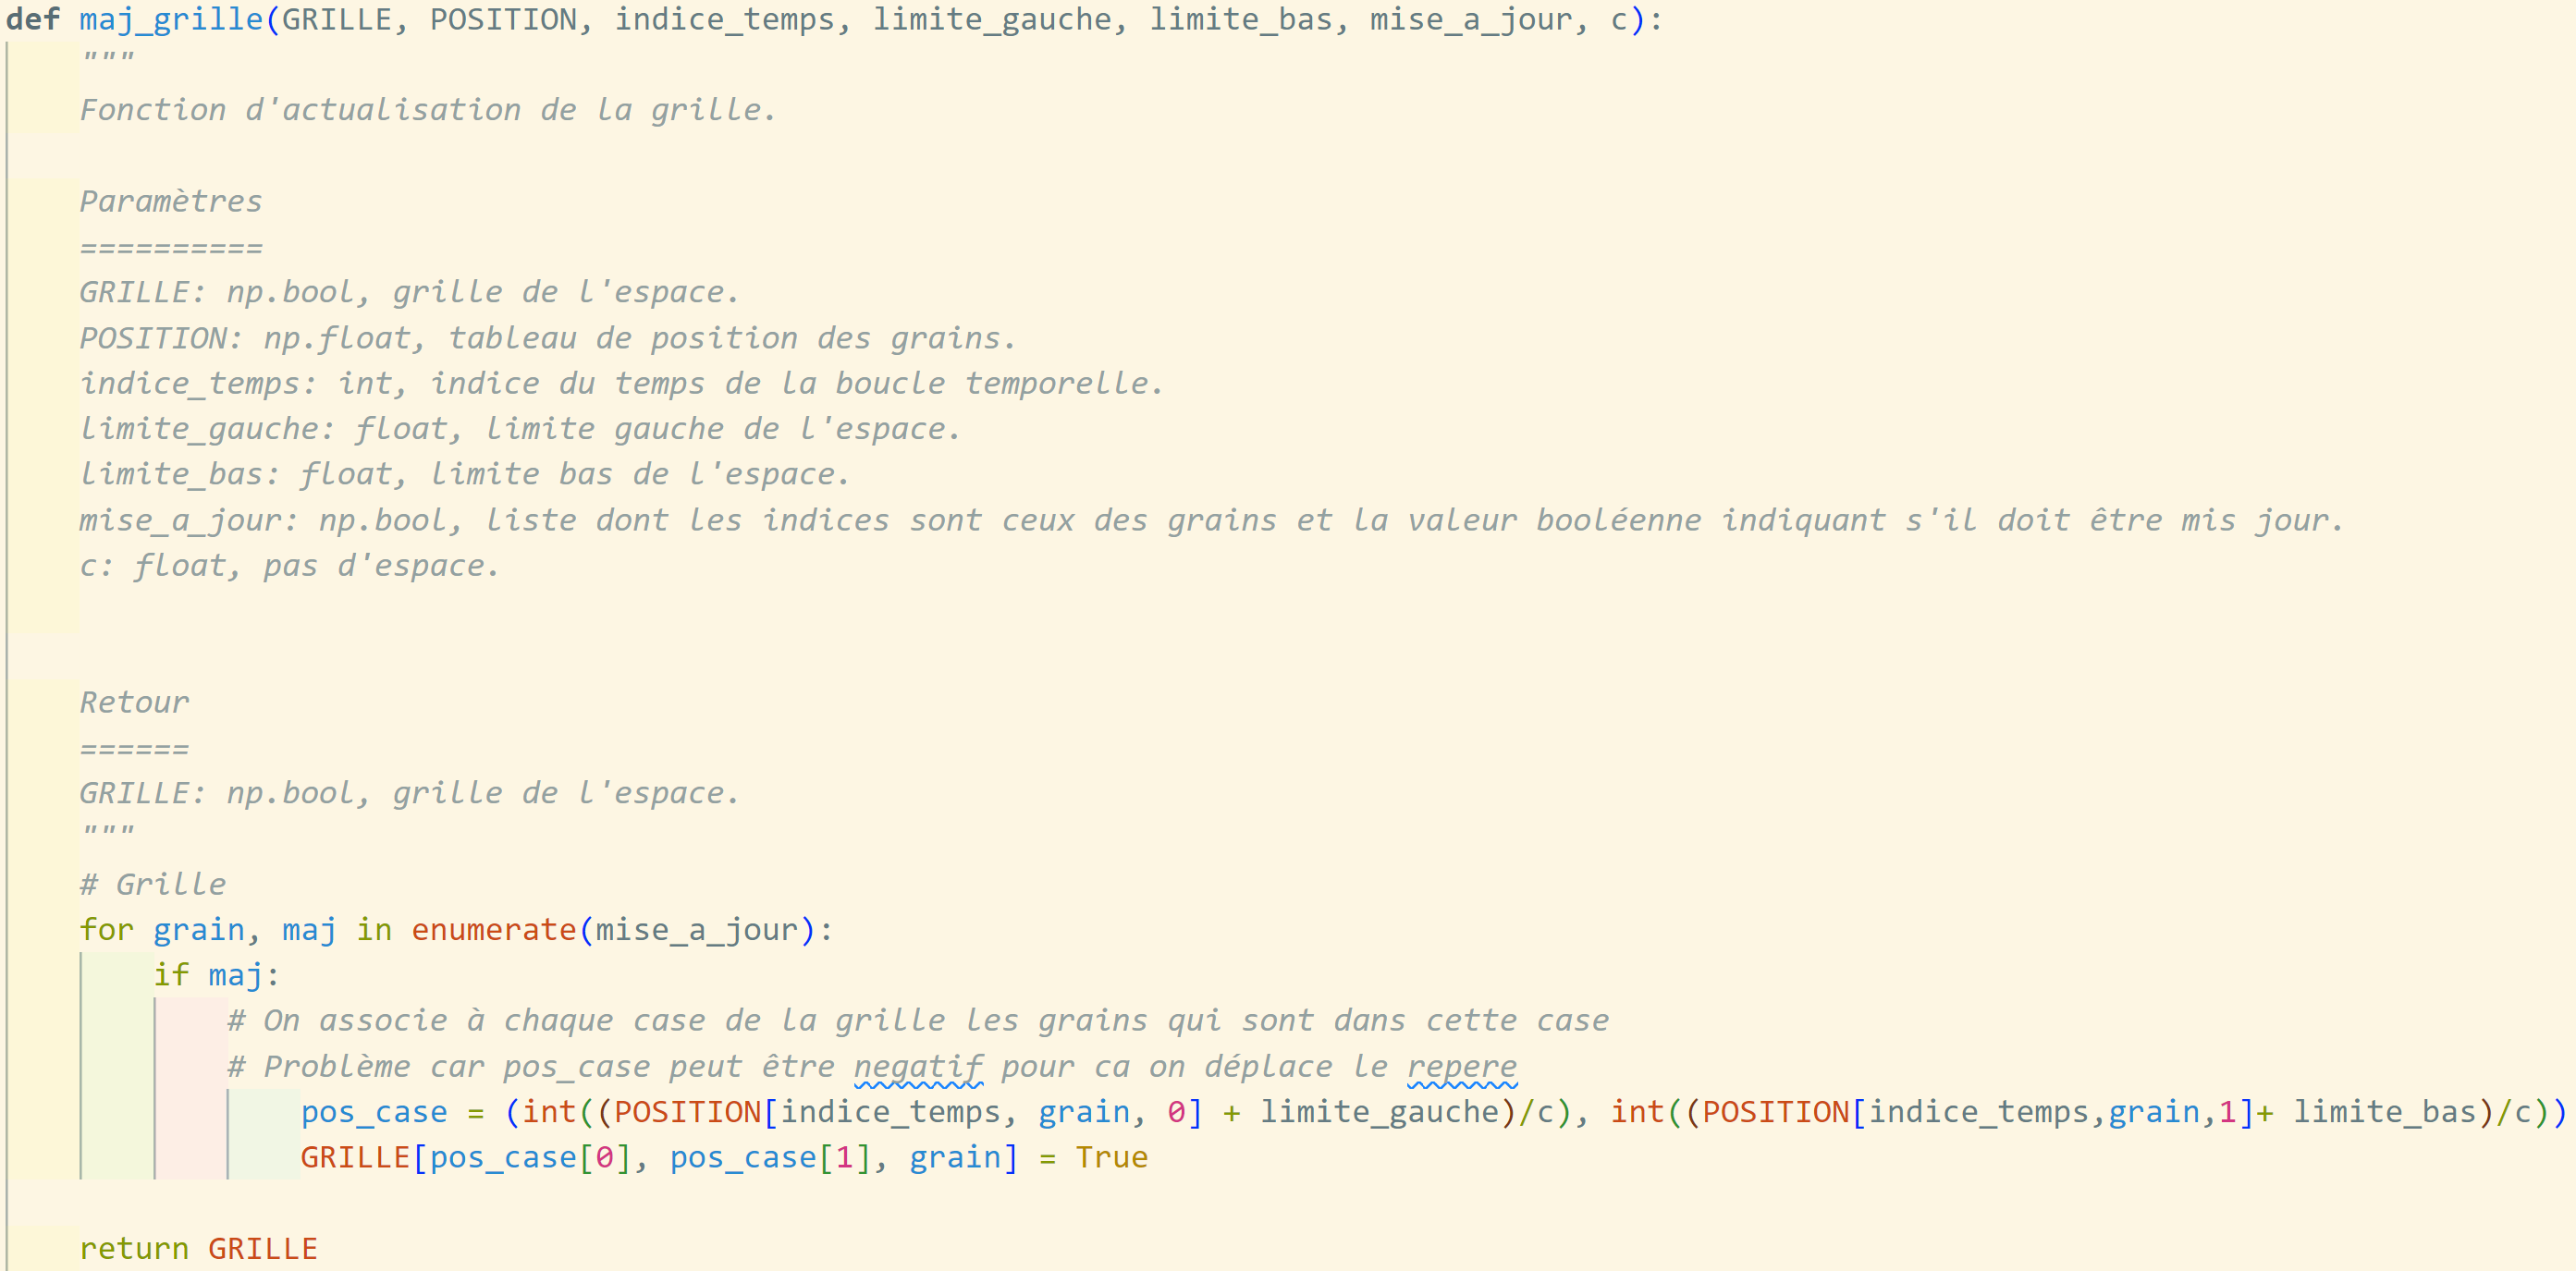 def maj_grille(GRILLE, POSITION, indice_temps, limite_gauche, limite_bas, mise_a_jour, c):
    """
    Fonction d'actualisation de la grille.

    Paramètres
    ==========
    GRILLE: np.bool, grille de l'espace.
    POSITION: np.float, tableau de position des grains.
    indice_temps: int, indice du temps de la boucle temporelle.
    limite_gauche: float, limite gauche de l'espace.
    limite_bas: float, limite bas de l'espace.
    mise_a_jour: np.bool, liste dont les indices sont ceux des grains et la valeur booléenne indiquant s'il doit être mis jour.
    c: float, pas d'espace.


    Retour
    ======
    GRILLE: np.bool, grille de l'espace.
    """
    # Grille
    for grain, maj in enumerate(mise_a_jour):
        if maj:
            # On associe à chaque case de la grille les grains qui sont dans cette case
            # Problème car pos_case peut être negatif pour ca on déplace le repere
                pos_case = (int((POSITION[indice_temps, grain, 0] + limite_gauche)/c), int((POSITION[indice_temps,grain,1]+ limite_bas)/c))
                GRILLE[pos_case[0], pos_case[1], grain] = True

    return GRILLE